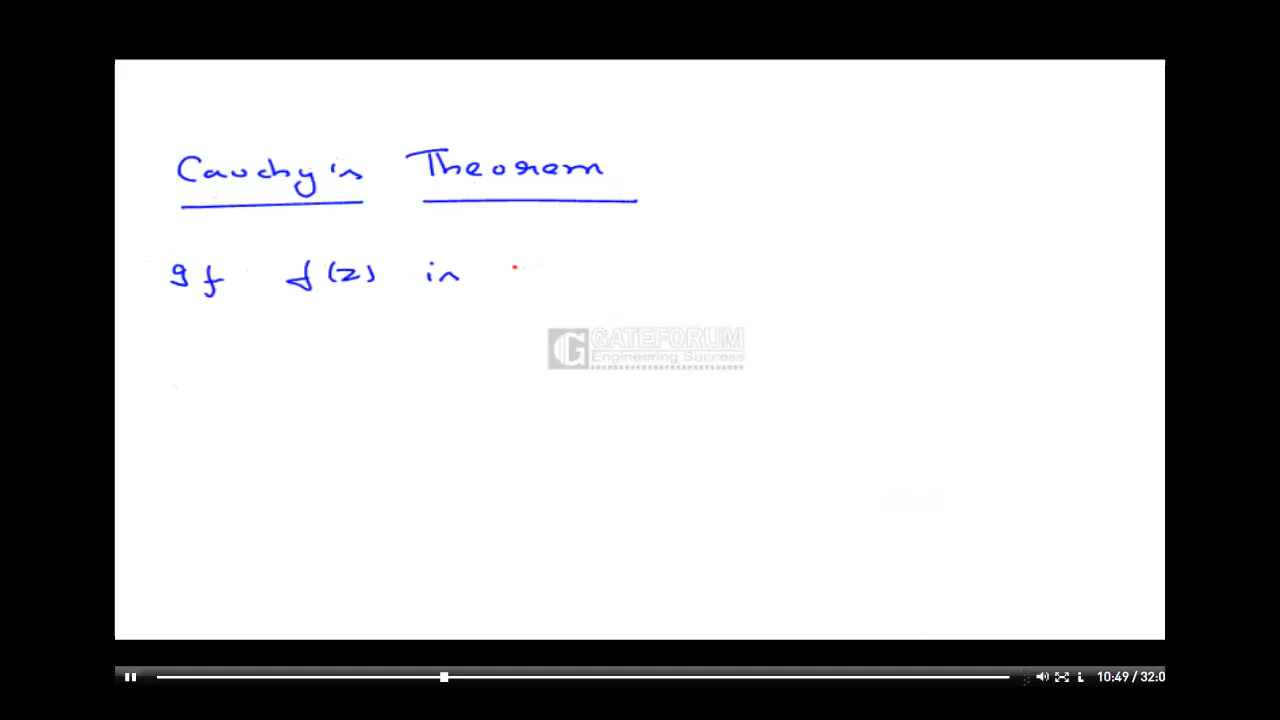 Cauchy's Theorem
If f(z) is
GATEFORUM
Engineering Success
10:49 / 32:0